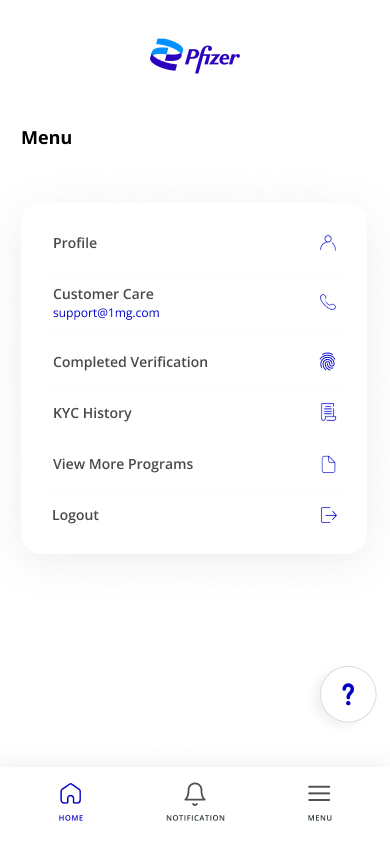 Pfizer
Menu
Profile
Customer Care
support@1mg.com
Completed Verification
KYC History
View More Programs
Logout
?
HOME
NOTIFICATION
MENU